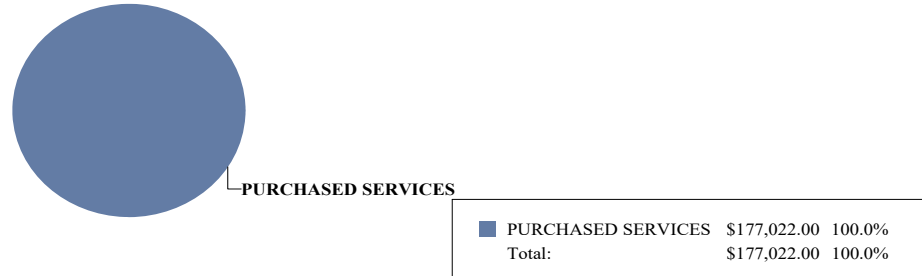 PURCHASED SERVICES
PURCHASED SERVICES $177,022.00 100.0%
Total: $177,022.00 100.0%